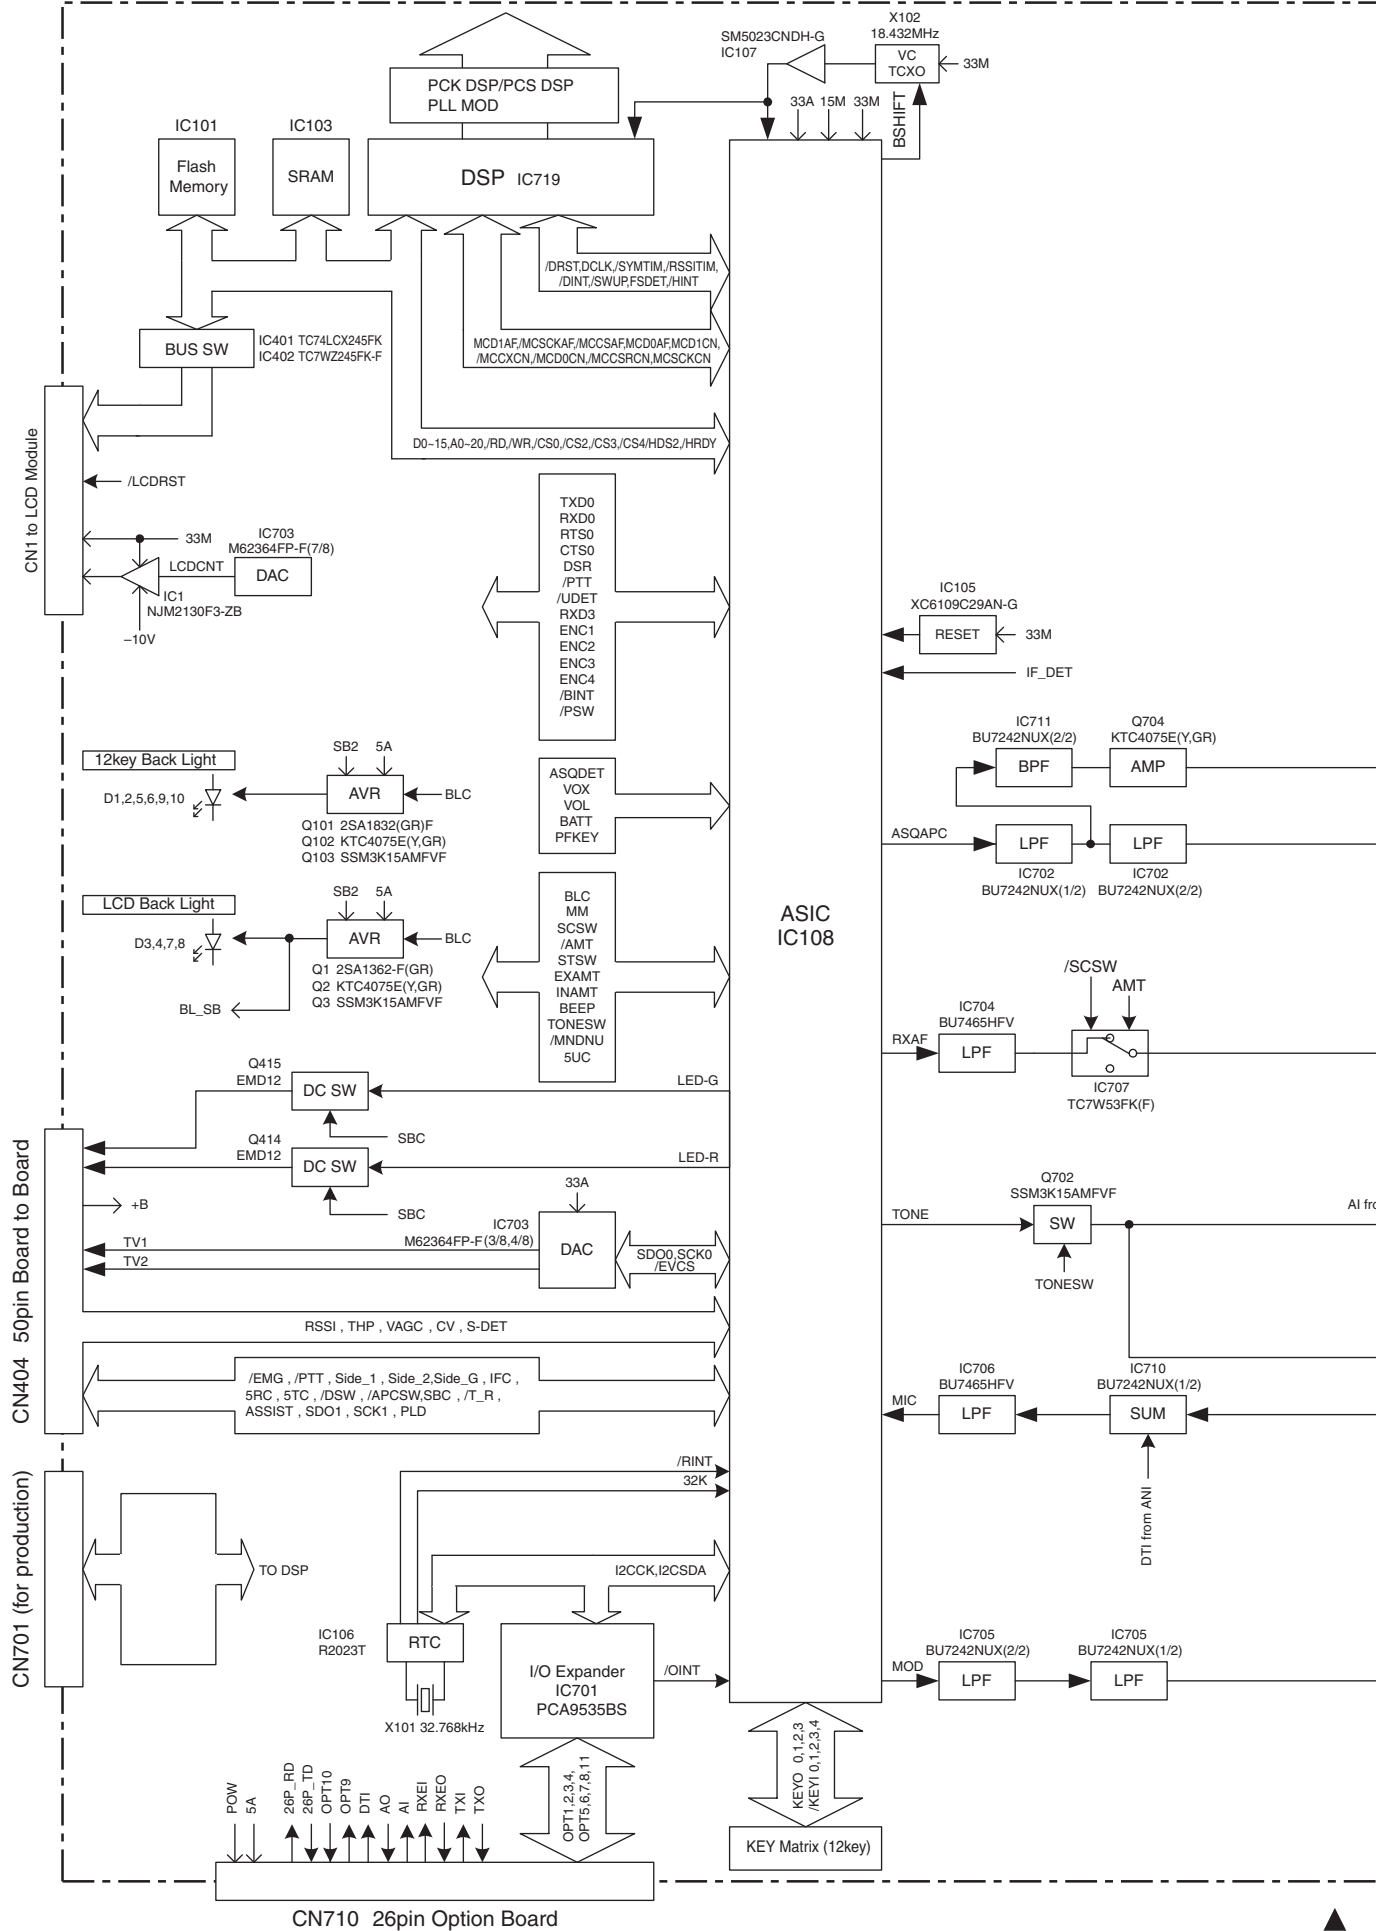 X102
18.432MHz
SM5023CNDH-G
IC107
VC
TCXO
33M
BSHIFT
33A 15M 33M
PCK DSP/PCS DSP
PLL MOD
IC101
Flash
Memory
IC103
SRAM
DSP IC719
/DRST,DCLK,/SYMTIM,/RSSITIM,
/DINT,/SWUP,FSDET,/HINT
BUS SW
IC401 TC74LCX245FK
IC402 TC7WZ245FK-F
MCD1AF,/MCSCKAF,/MCCSAF,MCD0AF,MCD1CN,
/MCCXCN,/MCD0CN,/MCCSRCN,MCSCKCN
D0~15,A0~20,/RD,/WR,/CS0,/CS2,/CS3,/CS4/HDS2,/HRDY
CN1 to LCD Module
/LCDRST
33M
IC703
M62364FP-F(7/8)
LCDCNT
DAC
IC1
NJM2130F3-ZB
–10V
TXD0
RXD0
RTS0
CTS0
DSR
/PTT
/UDET
RXD3
ENC1
ENC2
ENC3
ENC4
/BINT
/PSW
IC105
XC6109C29AN-G
RESET
33M
IF_DET
12key Back Light
D1,2,5,6,9,10
SB2 5A
AVR
BLC
Q101 2SA1832(GR)F
Q102 KTC4075E(Y,GR)
Q103 SSM3K15AMFVF
ASQDET
VOX
VOL
BATT
PFKEY
IC711
BU7242NUX(2/2)
BPF
Q704
KTC4075E(Y,GR)
AMP
ASQAPC
LPF
LPF
IC702
BU7242NUX(1/2)
IC702
BU7242NUX(2/2)
LCD Back Light
D3,4,7,8
SB2 5A
AVR
BLC
Q1 2SA1362-F(GR)
Q2 KTC4075E(Y,GR)
Q3 SSM3K15AMFVF
BL_SB
BLC
MM
SCSW
/AMT
STSW
EXAMT
INAMT
BEEP
TONESW
/MNDNU
5UC
ASIC
IC108
/SCSW
AMT
IC704
BU7465HFV
RXAF
LPF
IC707
TC7W53FK(F)
Q415
EMD12
DC SW
LED-G
SBC
Q414
EMD12
DC SW
LED-R
SBC
CN404 50pin Board to Board
+B
33A
IC703
M62364FP-F(3/8,4/8)
DAC
TV1
TV2
SDO0,SCK0
/EVCS
Q702
SSM3K15AMFVF
TONE
SW
TONESW
AI fro
RSSI , THP , VAGC , CV , S-DET
/EMG , /PTT , Side_1 , Side_2,Side_G , IFC ,
5RC , 5TC , /DSW , /APCSW,SBC , /T_R ,
ASSIST , SDO1 , SCK1 , PLD
IC706
BU7465HFV
IC710
BU7242NUX(1/2)
MIC
LPF
SUM
DTI from ANI
CN701 (for production)
TO DSP
/RINT
32K
I2CCK,I2CSDA
IC106
R2023T
RTC
X101 32.768kHz
I/O Expander
IC701
PCA9535BS
/OINT
IC705
BU7242NUX(2/2)
IC705
BU7242NUX(1/2)
MOD
LPF
LPF
KEYO 0,1,2,3
/KEYI 0,1,2,3,4
KEY Matrix (12key)
OPT1,2,3,4,
OPT5,6,7,8,11
POW
5A
26P_RD
26P_TD
OPT10
OPT9
DTI
AO
AI
RXEI
RXEO
TXI
TXO
CN710 26pin Option Board